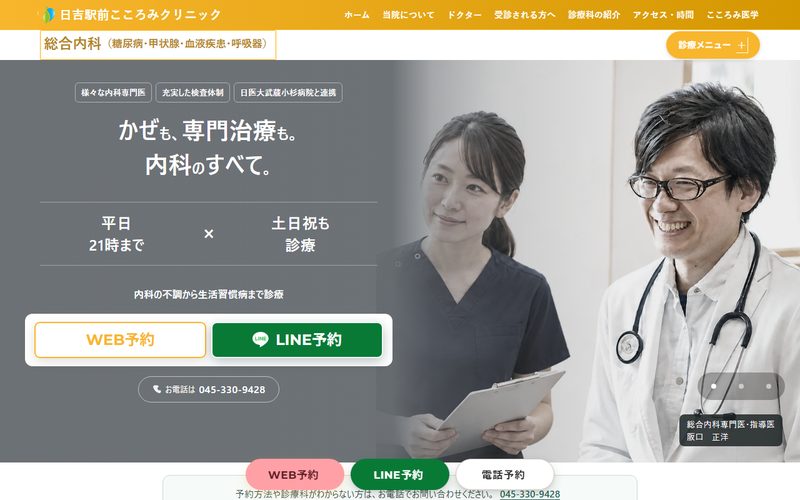 日吉駅前こころみクリニック
ホーム 当院について ドクター 受診される方へ 診療科の紹介 アクセス・時間 こころみ医学
総合内科(糖尿病・甲状腺・血液疾患・呼吸器)
診療メニュー
様々な内科専門医 充実した検査体制 日医大武蔵小杉病院と連携
かぜも、専門治療も。
内科のすべて。
平日
21時まで
×
土日祝も
診療
内科の不調から生活習慣病まで診療
WEB予約
LINE LINE予約
お電話は 045-330-9428
総合内科専門医・指導医
阪口 正洋
WEB予約 LINE予約 電話予約
予約方法や診療科がわからない方は、お電話でお問い合わせください。 045-330-9428